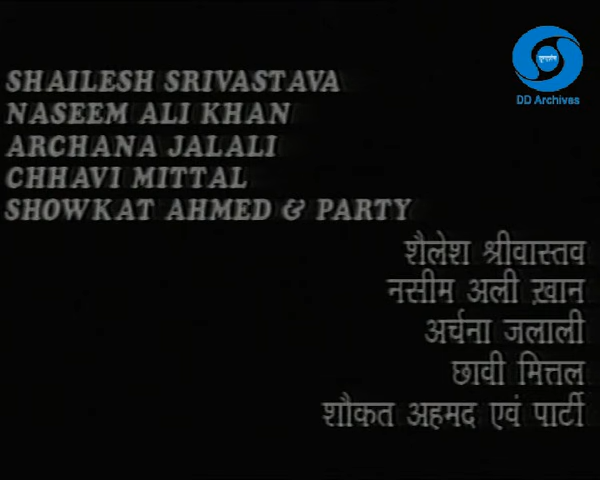 SHAILESH SRIVASTAVA
NASEEM ALI KHAN
ARCHANA JALALI
CHHAVI MITTAL
SHOWKAT AHMED & PARTY
शैलेश श्रीवास्तव
नसीम अली ख़ान
अर्चना जलाली
छावी मित्तल
शौकत अहमद एवं पार्टी
DD Archives